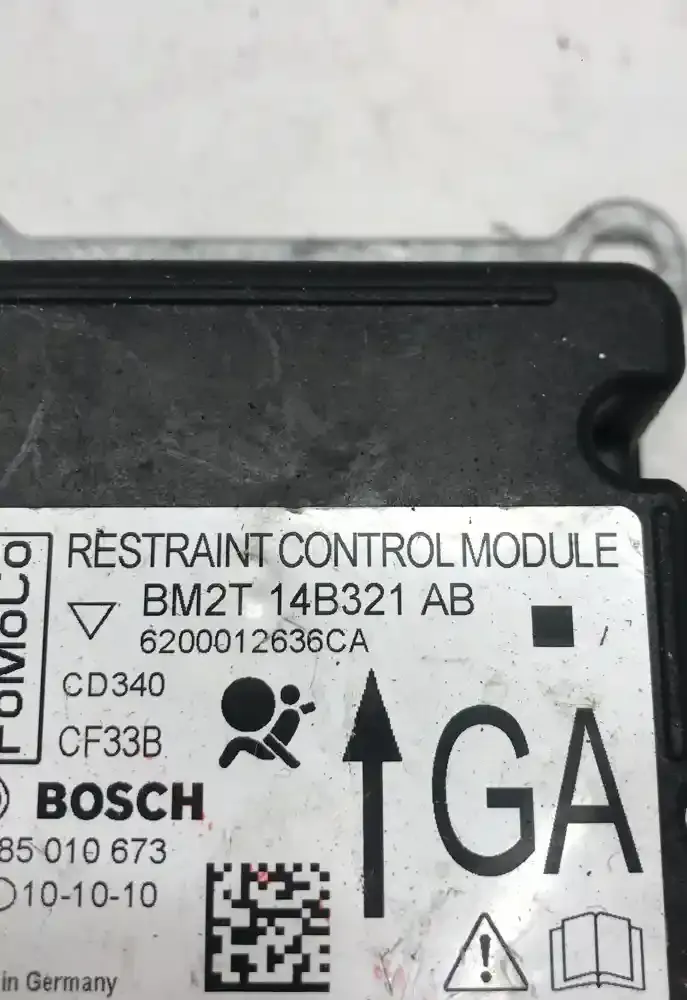 FoMoCo
RESTRAINT CONTROL MODULE
BM2T 14B321 AB
6200012636CA
CD340
CF33B
GA
BOSCH
85 010 673
10-10-10
in Germany